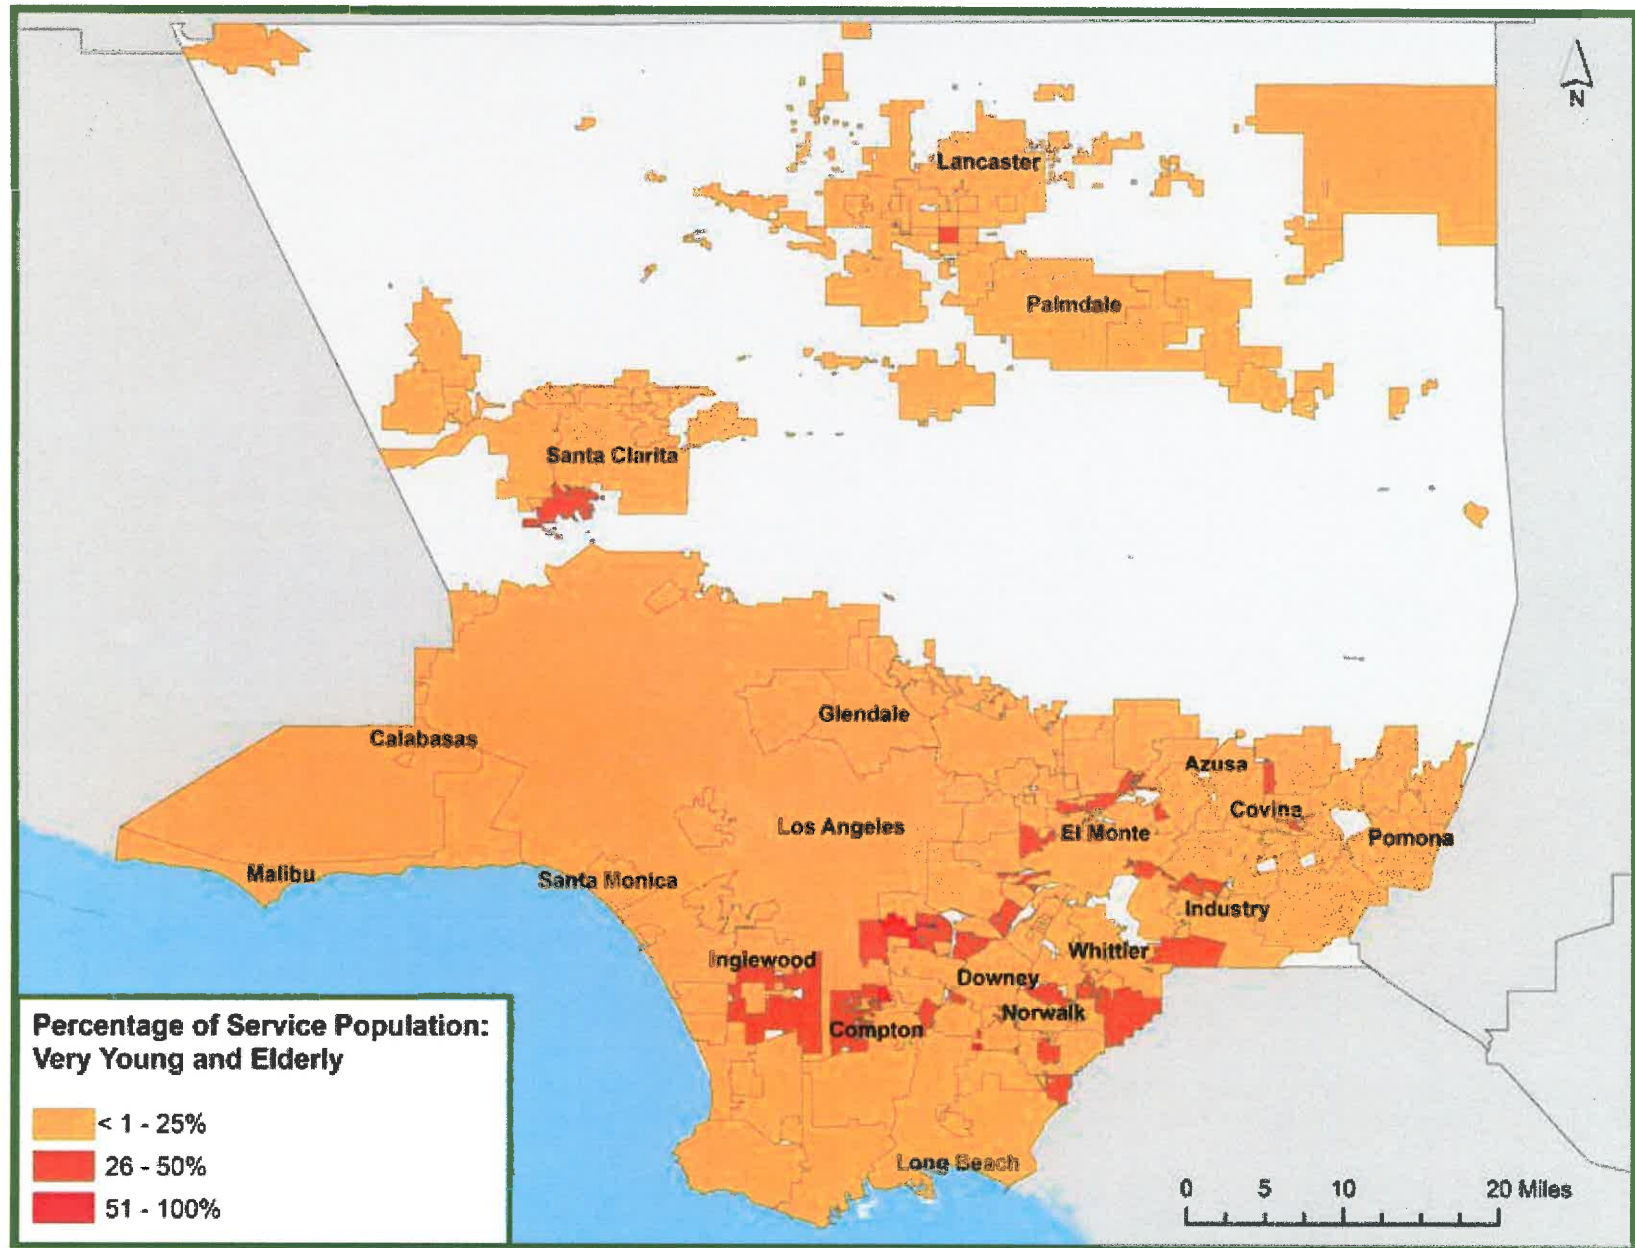 N
Lancaster
Palmdale
Santa Clarita
Glendale
Calabasas
Azusa
Covina
Los Angeles
El Monte
Pomona
Malibu
Santa Monica
Industry
Whittier
Inglewood
Downey
Norwalk
Compton
Long Beach
Percentage of Service Population:
Very Young and Elderly
< 1 - 25%
26 - 50%
51 - 100%
0 5 10 20 Miles